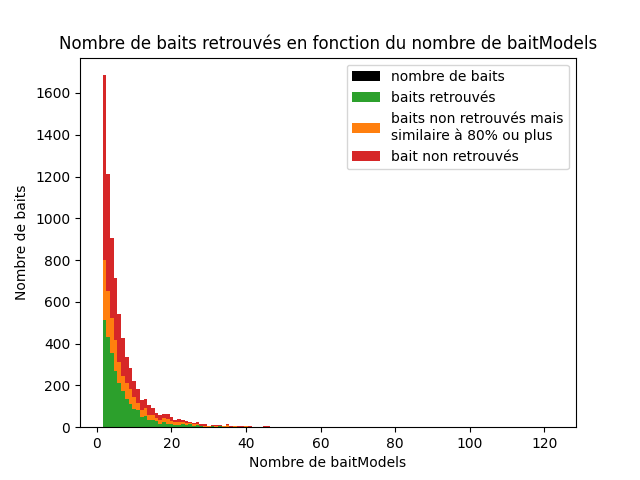 Nombre de baits retrouvés en fonction du nombre de baitModels
nombre de baits
baits retrouvés
baits non retrouvés mais
similaire à 80% ou plus
bait non retrouvés
Nombre de baits
1600
1400
1200
1000
800
600
400
200
0
0 20 40 60 80 100 120
Nombre de baitModels